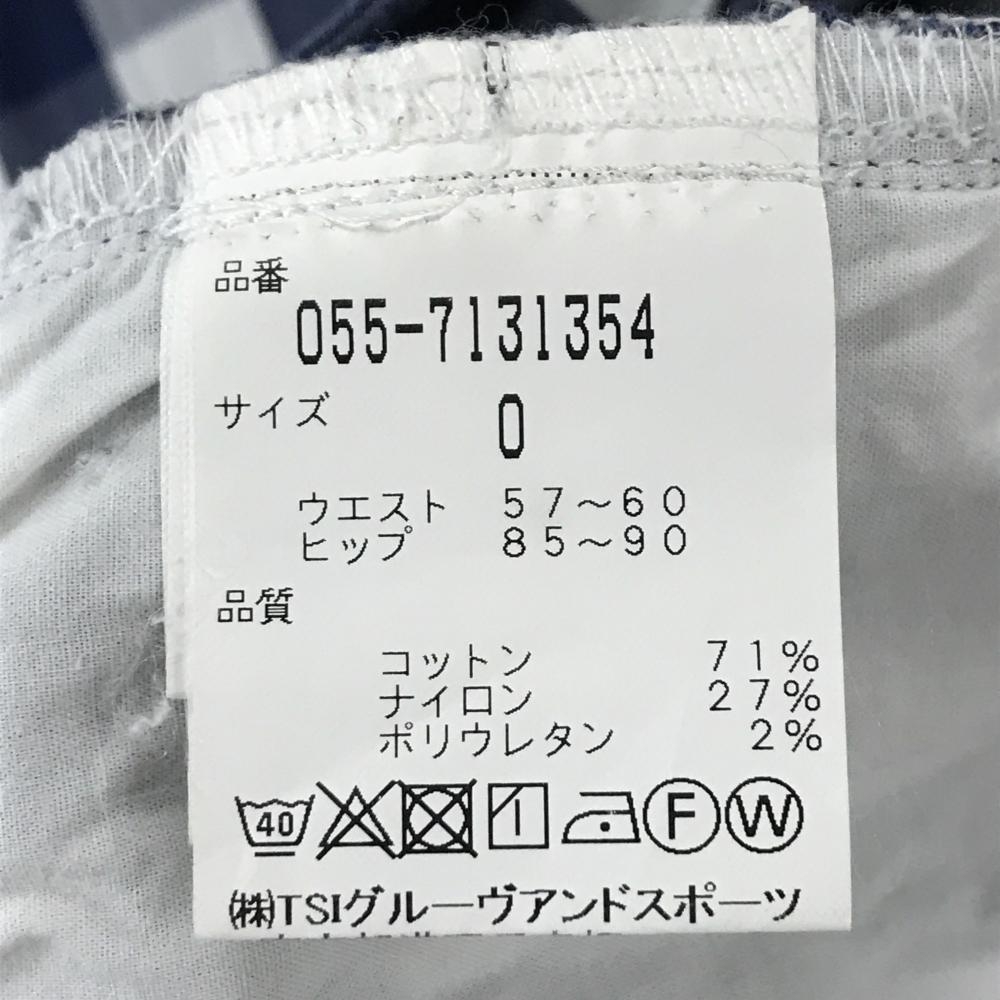 品番
055-7131354
サイズ 0
ウエスト 57～60
ヒップ 85～90
品質
コットン 71%
ナイロン 27%
ポリウレタン 2%
40 F W
㈱TSIグルーヴアンドスポーツ